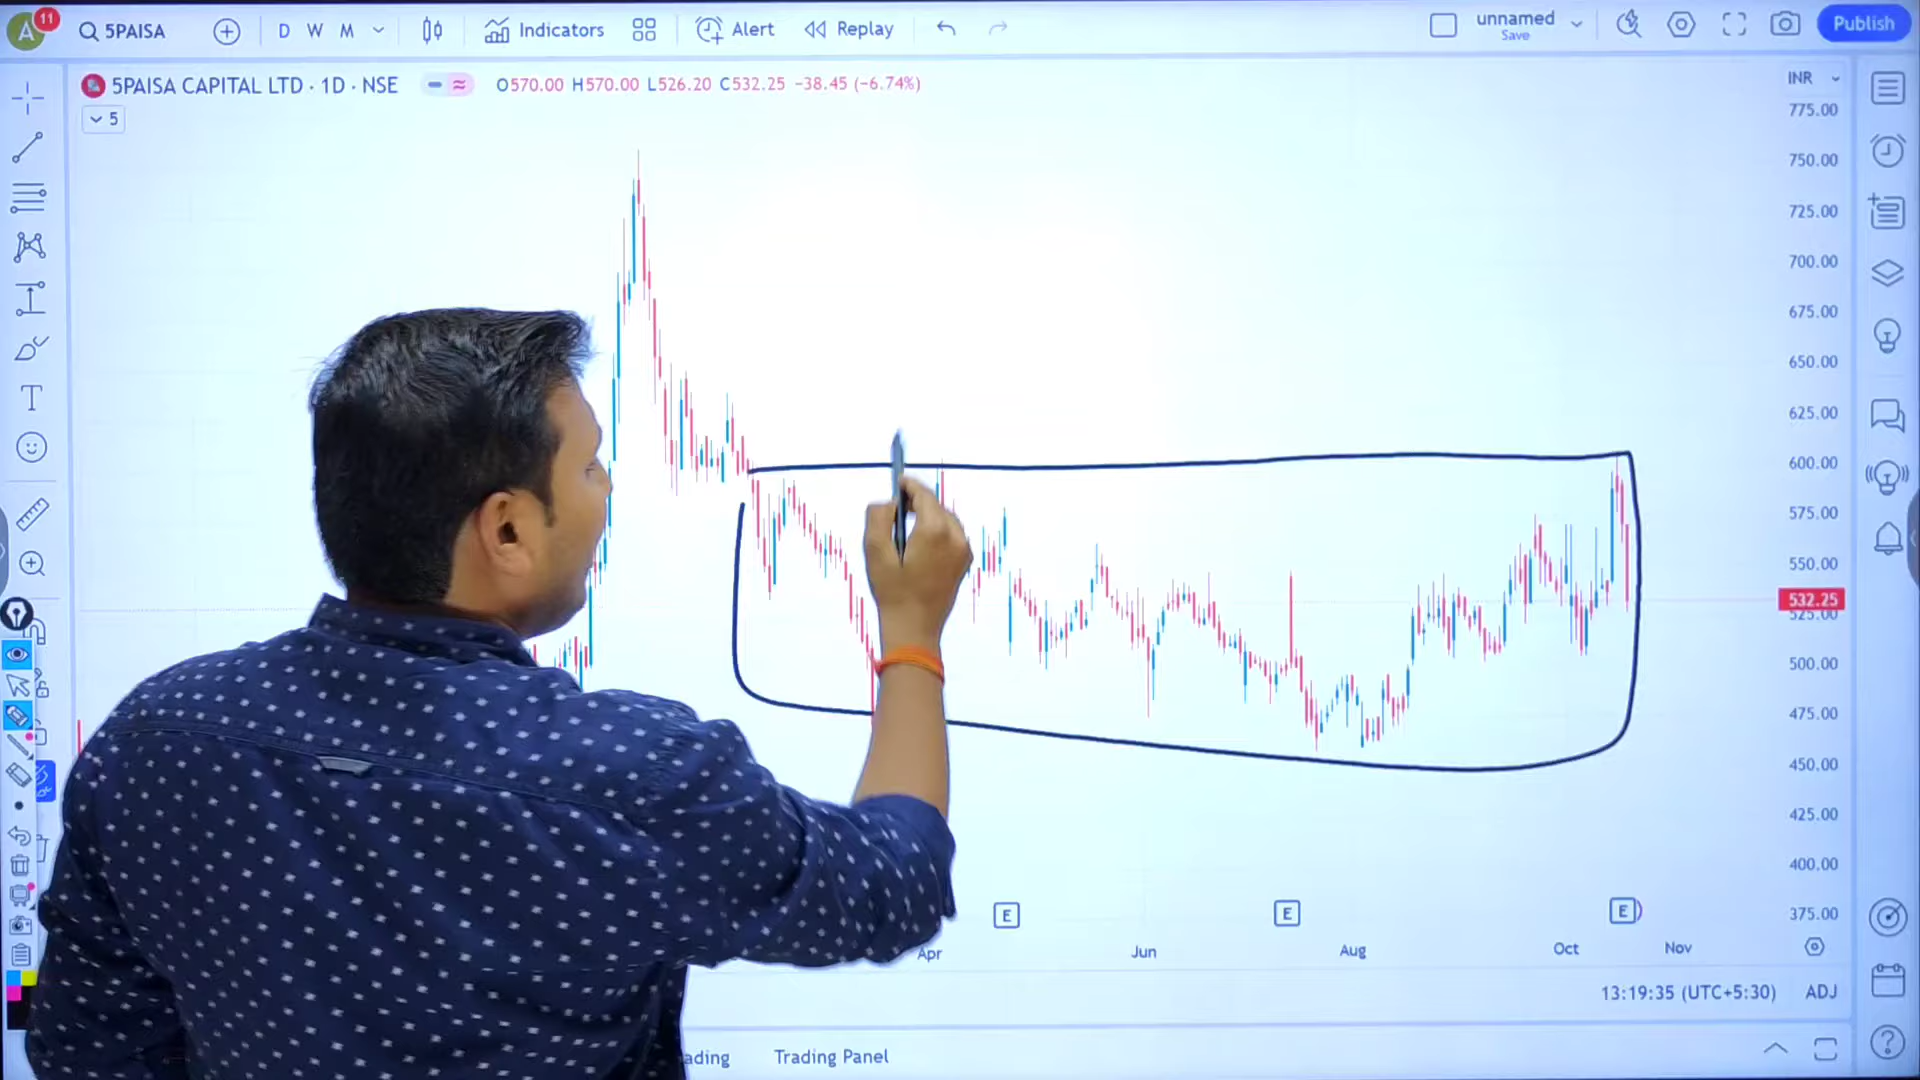 A 11 5PAISA D W M Indicators Alert Replay unnamed Save Publish
5PAISA CAPITAL LTD · 1D · NSE O570.00 H570.00 L526.20 C532.25 −38.45 (−6.74%) INR
5
775.00
750.00
725.00
700.00
675.00
650.00
625.00
600.00
575.00
550.00
532.25
525.00
500.00
475.00
450.00
425.00
400.00
375.00
T
E E E
Apr Jun Aug Oct Nov
13:19:35 (UTC+5:30) ADJ
ading Trading Panel